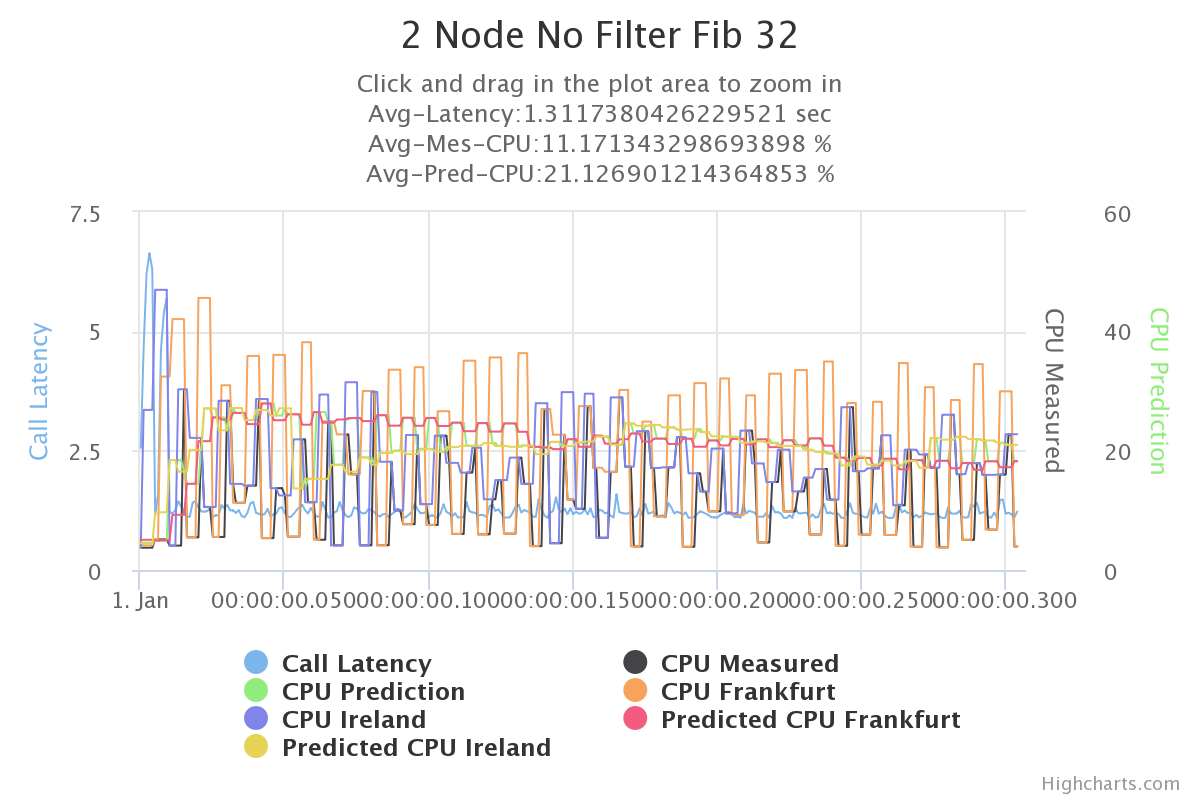 2 Node No Filter Fib 32
Click and drag in the plot area to zoom in
Avg-Latency:1.3117380426229521 sec
Avg-Mes-CPU:11.171343298693898 %
Avg-Pred-CPU:21.126901214364853 %
7.5
5
2.5
0
Call Latency
60
40
20
0
CPU Measured
CPU Prediction
1. Jan
00:00:00.050
00:00:00.100
00:00:00.150
00:00:00.200
00:00:00.250
00:00:00.300
Call Latency
CPU Measured
CPU Prediction
CPU Frankfurt
CPU Ireland
Predicted CPU Frankfurt
Predicted CPU Ireland
Highcharts.com